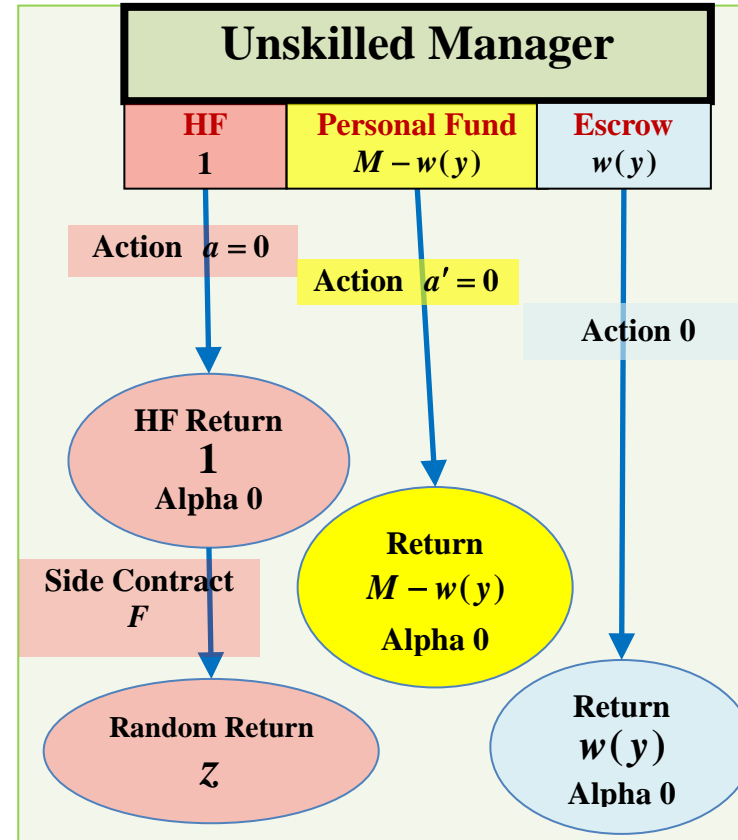 Unskilled Manager
HF
1
Personal Fund
M − w(y)
Escrow
w(y)
Action a = 0
Action a′ = 0
Action 0
HF Return
1
Alpha 0
Side Contract
F
Random Return
z
Return
M − w(y)
Alpha 0
Return
w(y)
Alpha 0